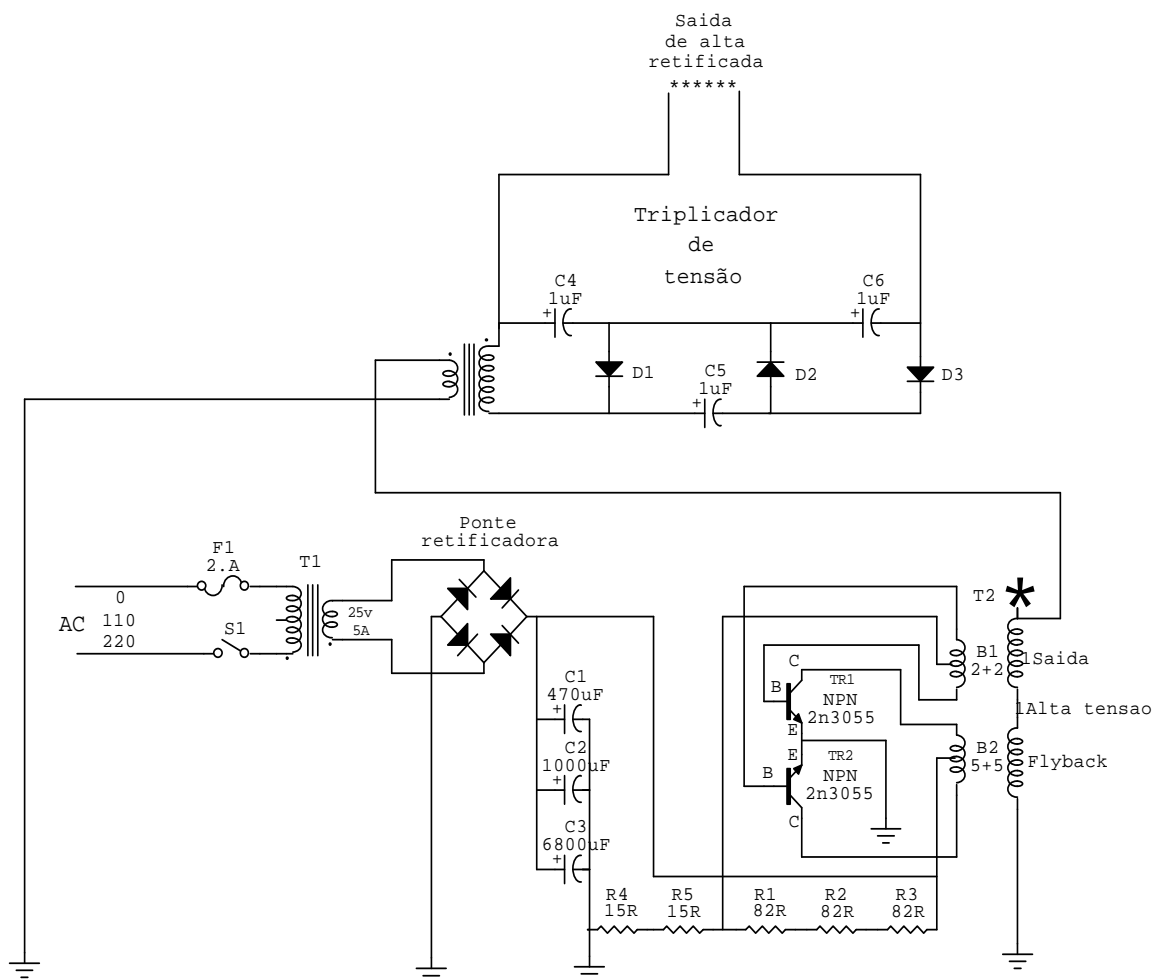 Saida
de alta
retificada
******
Triplicador
de
tensão
C4
1uF
C6
1uF
+
+
D1
C5
1uF
D2
D3
+
Ponte
retificadora
F1
2.A
T1
0
AC 110
220
S1
25v
5A
T2
*
C1
470uF
+
C2
1000uF
+
C3
6800uF
+
C
B
TR1
NPN
2n3055
E
E
TR2
B
NPN
2n3055
C
B1
2+2
1Saida
1Alta tensao
B2
5+5
Flyback
R4
15R
R5
15R
R1
82R
R2
82R
R3
82R